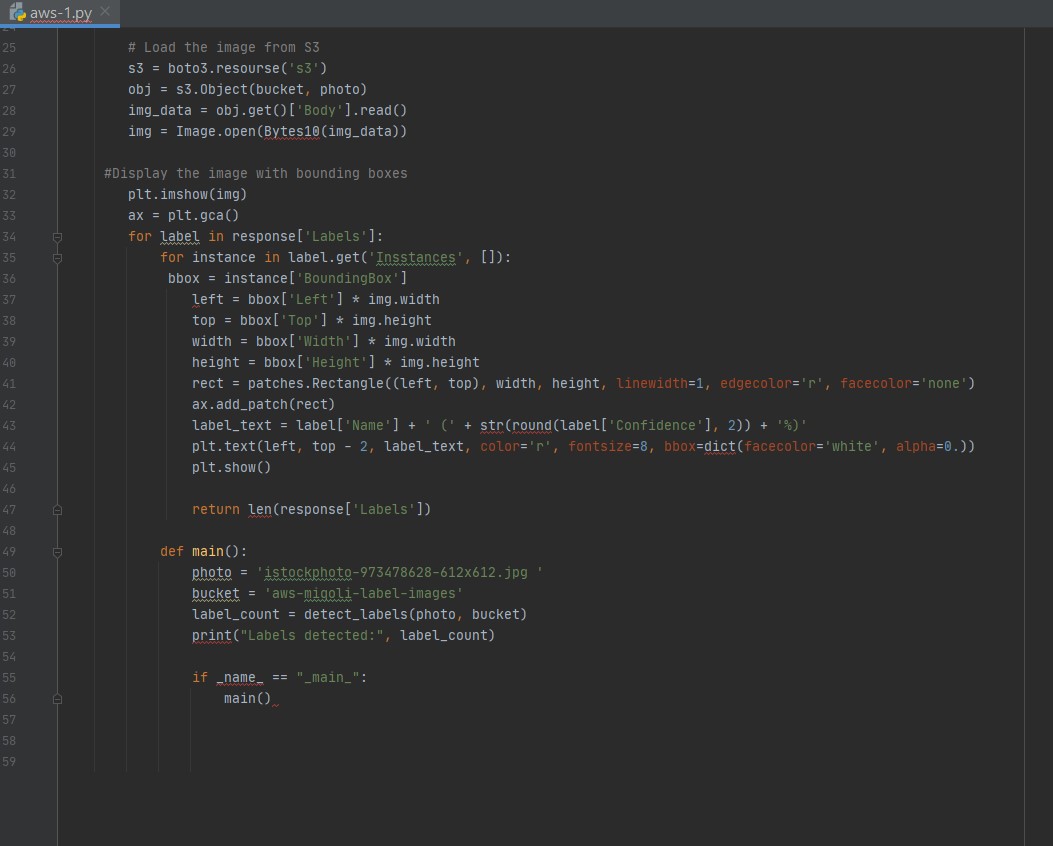 aws-1.py
24
25 # Load the image from S3
26 s3 = boto3.resourse('s3')
27 obj = s3.Object(bucket, photo)
28 img_data = obj.get()['Body'].read()
29 img = Image.open(Bytes10(img_data))
30
31 #Display the image with bounding boxes
32 plt.imshow(img)
33 ax = plt.gca()
34 for label in response['Labels']:
35 for instance in label.get('Insstances', []):
36 bbox = instance['BoundingBox']
37 left = bbox['Left'] * img.width
38 top = bbox['Top'] * img.height
39 width = bbox['Width'] * img.width
40 height = bbox['Height'] * img.height
41 rect = patches.Rectangle((left, top), width, height, linewidth=1, edgecolor='r', facecolor='none')
42 ax.add_patch(rect)
43 label_text = label['Name'] + ' (' + str(round(label['Confidence'], 2)) + '%)'
44 plt.text(left, top - 2, label_text, color='r', fontsize=8, bbox=dict(facecolor='white', alpha=0.))
45 plt.show()
46
47 return len(response['Labels'])
48
49 def main():
50 photo = 'istockphoto-973478628-612x612.jpg '
51 bucket = 'aws-migoli-label-images'
52 label_count = detect_labels(photo, bucket)
53 print("Labels detected:", label_count)
54
55 if _name_ == "_main_":
56 main()
57
58
59